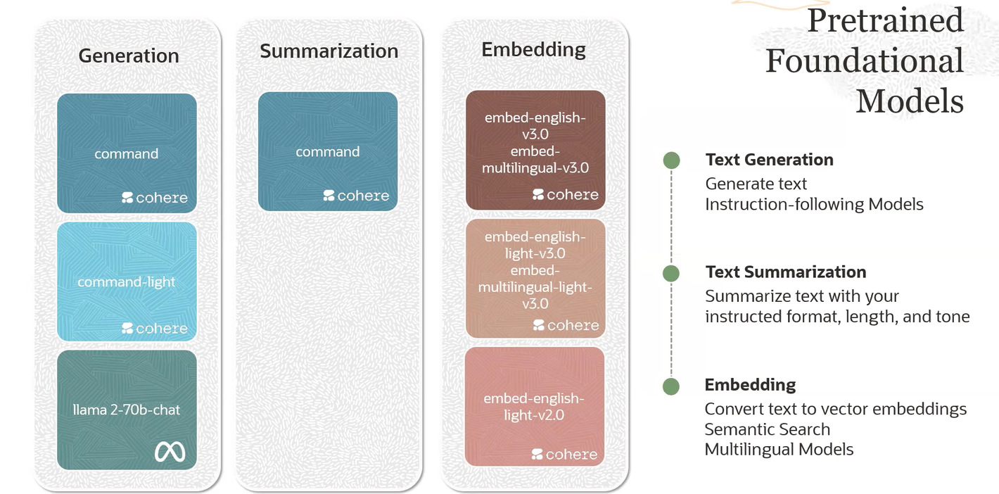 Pretrained
Foundational
Models
Generation
command
cohere
command-light
cohere
llama 2-70b-chat
Summarization
command
cohere
Embedding
embed-english-
v3.0
embed-
multilingual-v3.0
cohere
embed-english-
light-v3.0
embed-
multilingual-light-
v3.0
cohere
embed-english-
light-v2.0
cohere
Text Generation
Generate text
Instruction-following Models
Text Summarization
Summarize text with your
instructed format, length, and tone
Embedding
Convert text to vector embeddings
Semantic Search
Multilingual Models